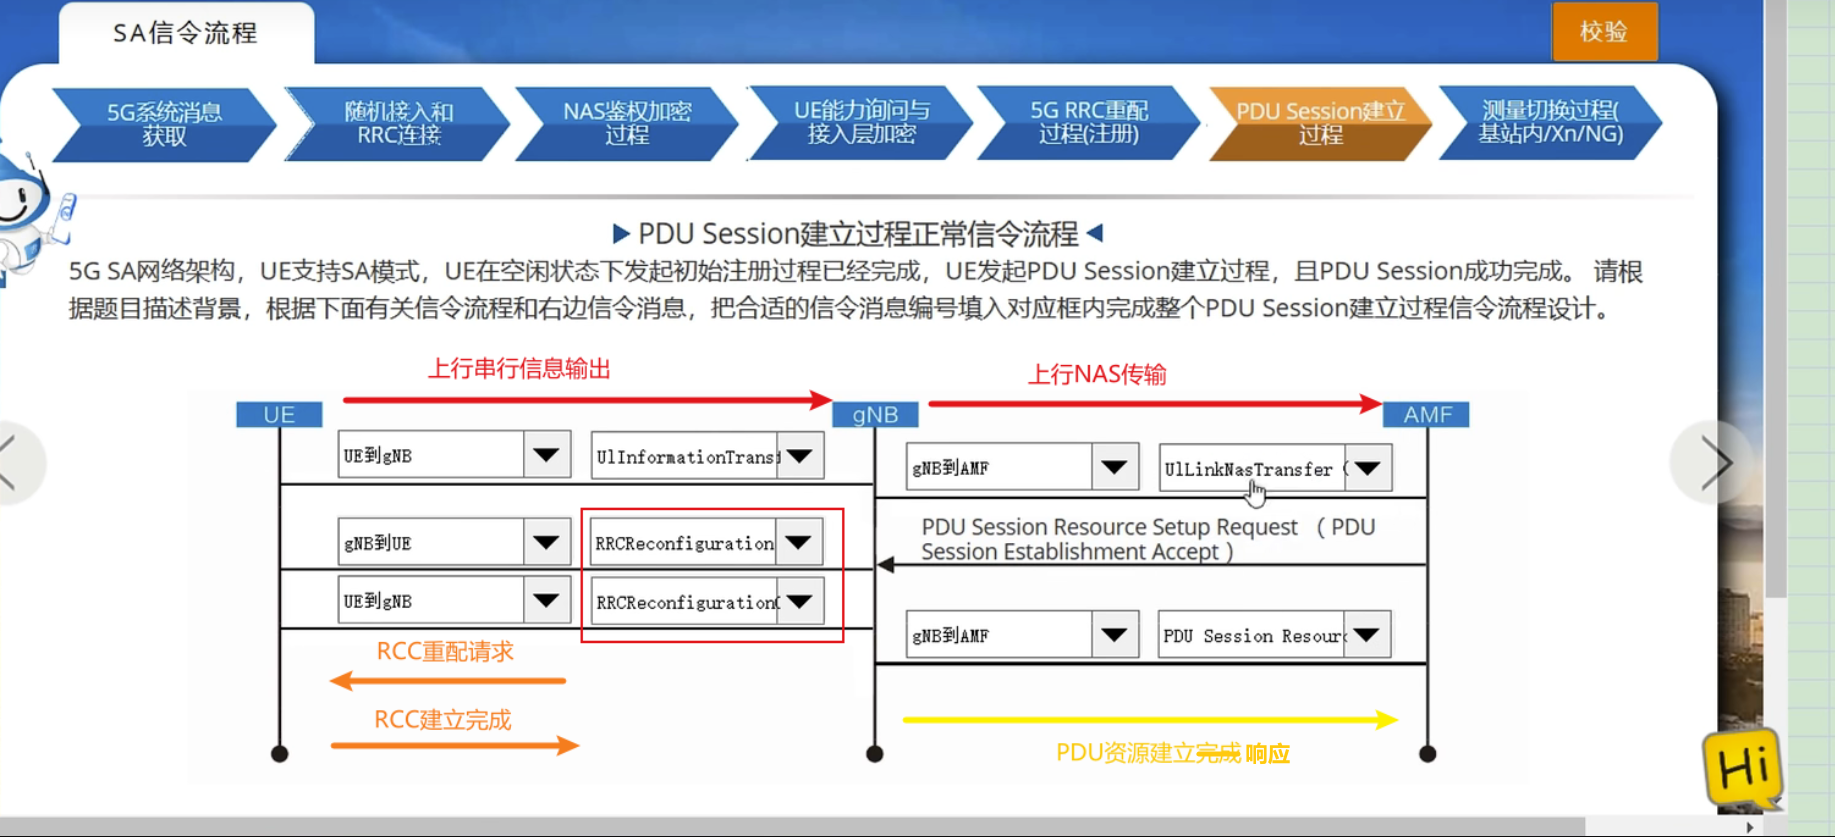 SA信令流程
校验
5G系统消息
获取
随机接入和
RRC连接
NAS鉴权加密
过程
UE能力询问与
接入层加密
5G RRC重配
过程(注册)
PDU Session建立
过程
测量切换过程(
基站内/Xn/NG)
PDU Session建立过程正常信令流程
5G SA网络架构，UE支持SA模式，UE在空闲状态下发起初始注册过程已经完成，UE发起PDU Session建立过程，且PDU Session成功完成。 请根
据题目描述背景，根据下面有关信令流程和右边信令消息，把合适的信令消息编号填入对应框内完成整个PDU Session建立过程信令流程设计。
上行串行信息输出
上行NAS传输
UE
gNB
AMF
UE到gNB
UlInformationTrans
gNB到AMF
UlLinkNasTransfer (
PDU Session Resource Setup Request （ PDU
Session Establishment Accept ）
gNB到UE
RRCReconfiguration
UE到gNB
RRCReconfiguration
gNB到AMF
PDU Session Resour
RCC重配请求
RCC建立完成
PDU资源建立完成 响应
Hi